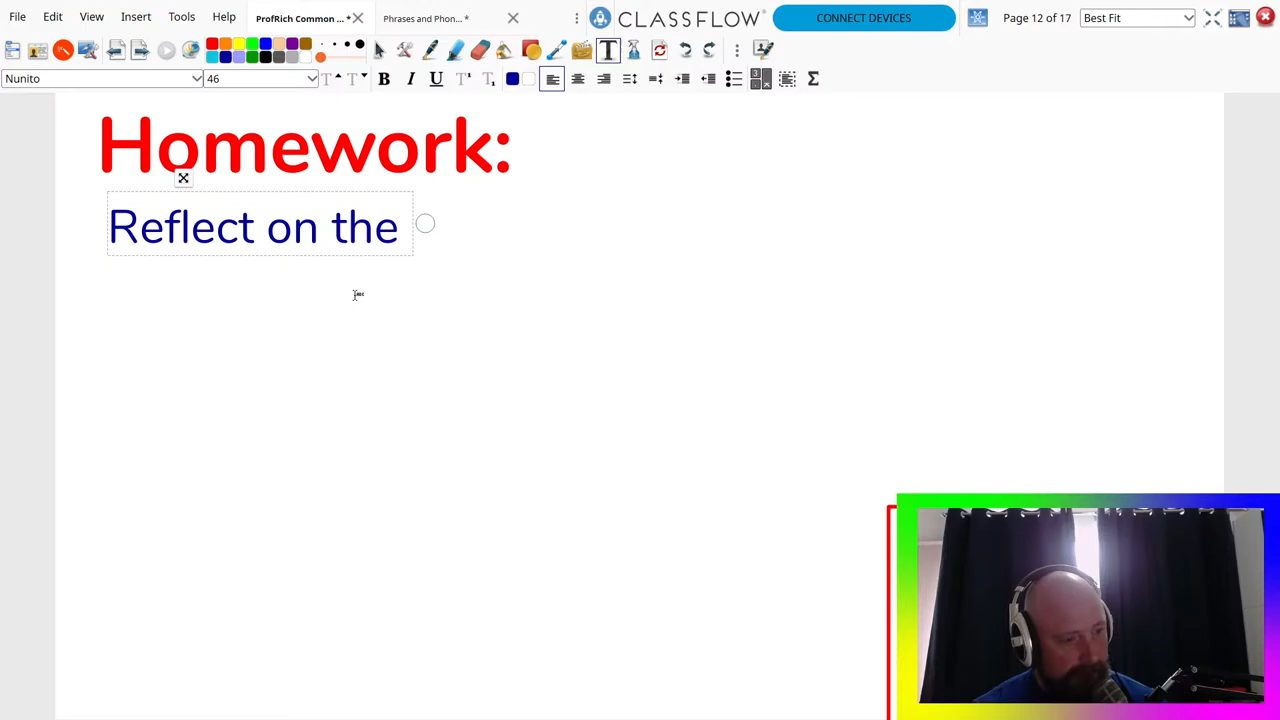 File Edit View Insert Tools Help
ProfRich Common ... *
Phrases and Phon... *
CLASSFLOW
CONNECT DEVICES
Page 12 of 17
Best Fit
Nunito
46
B I U
Homework:
Reflect on the